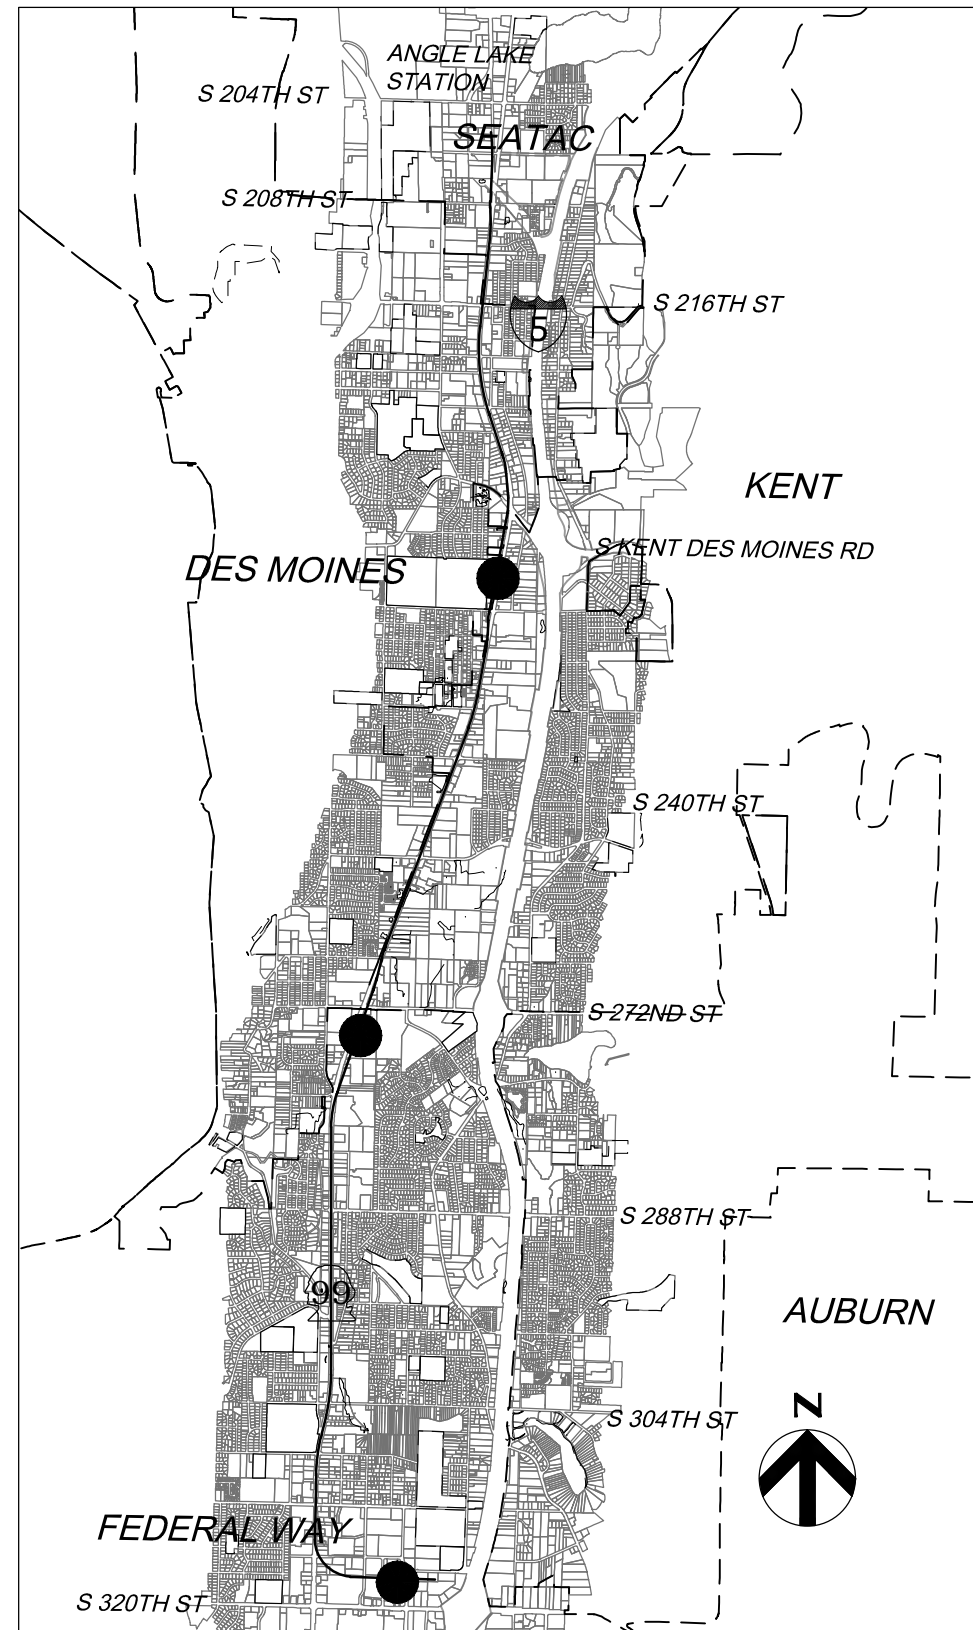 ANGLE LAKE
STATION
S 204TH ST
SEATAC
S 208TH ST
S 216TH ST
5
KENT
S KENT DES MOINES RD
DES MOINES
S 240TH ST
S 272ND ST
S 288TH ST
99
AUBURN
N
S 304TH ST
FEDERAL WAY
S 320TH ST